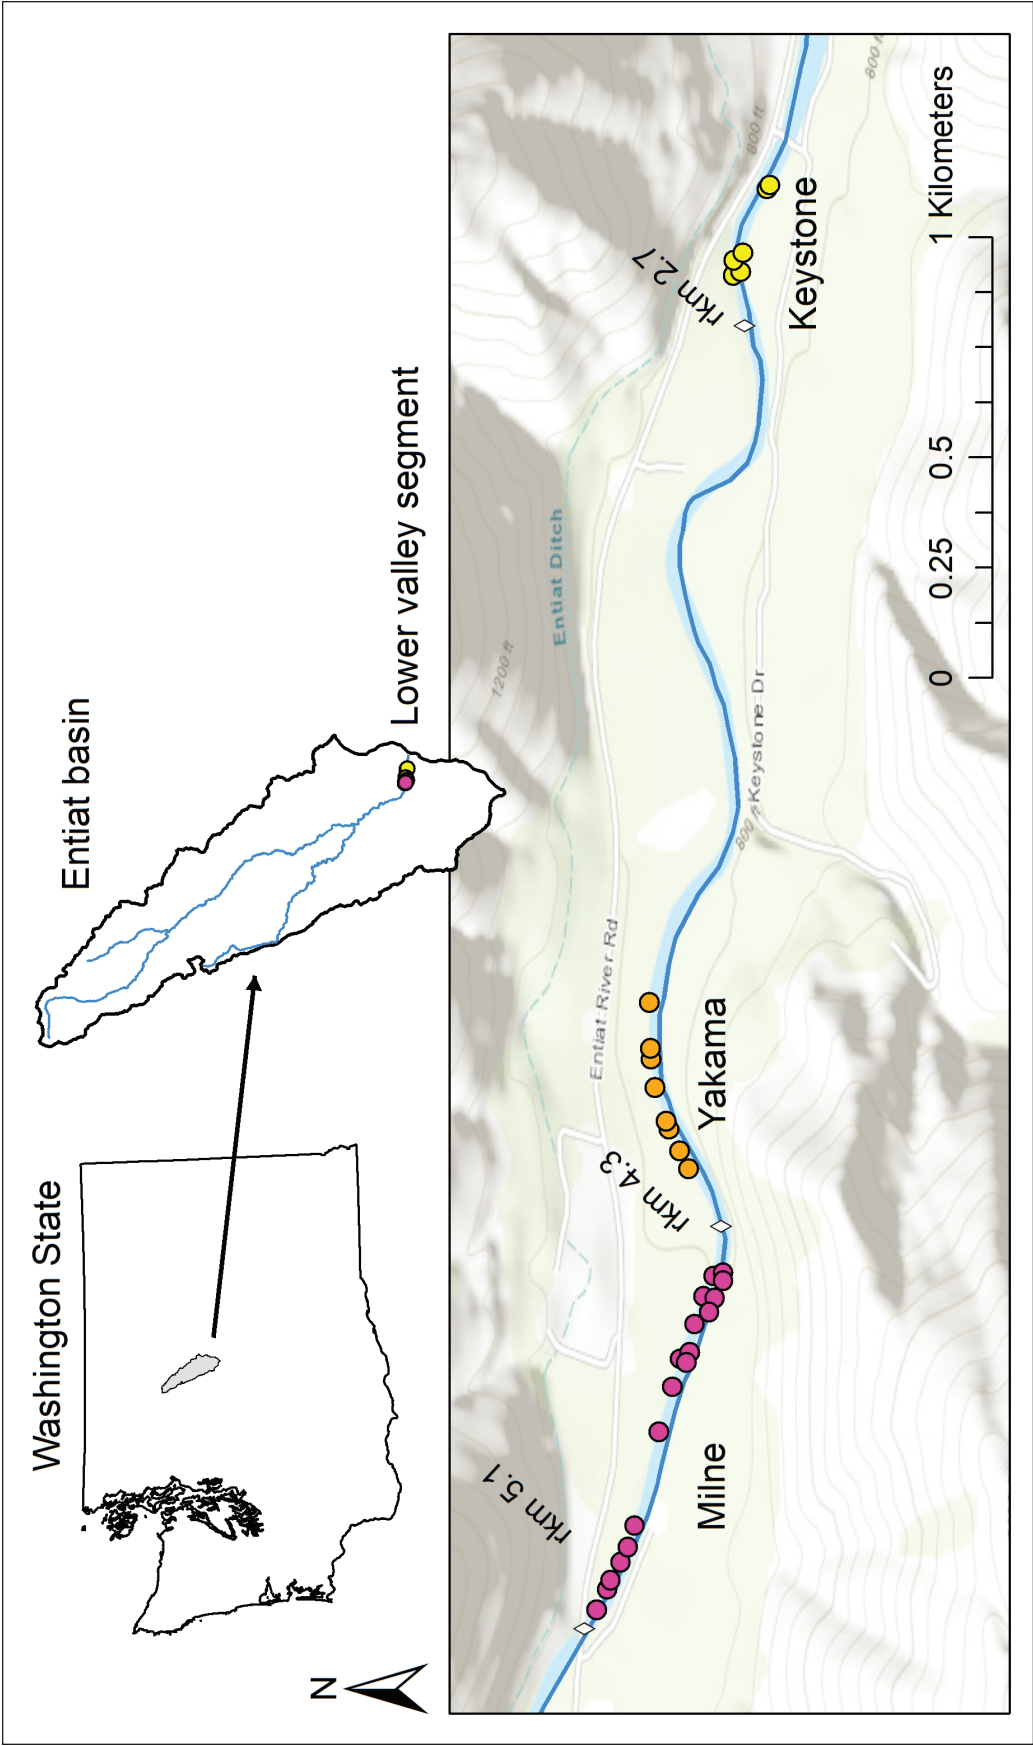 Washington State
Entiat basin
Lower valley segment
N
rkm 5.1
rkm 4.3
rkm 2.7
Milne
Yakama
Keystone
Entiat River Rd
Entiat Ditch
Keystone Dr
1200 ft
800 ft
800 ft
800 ft
0 0.25 0.5 1 Kilometers